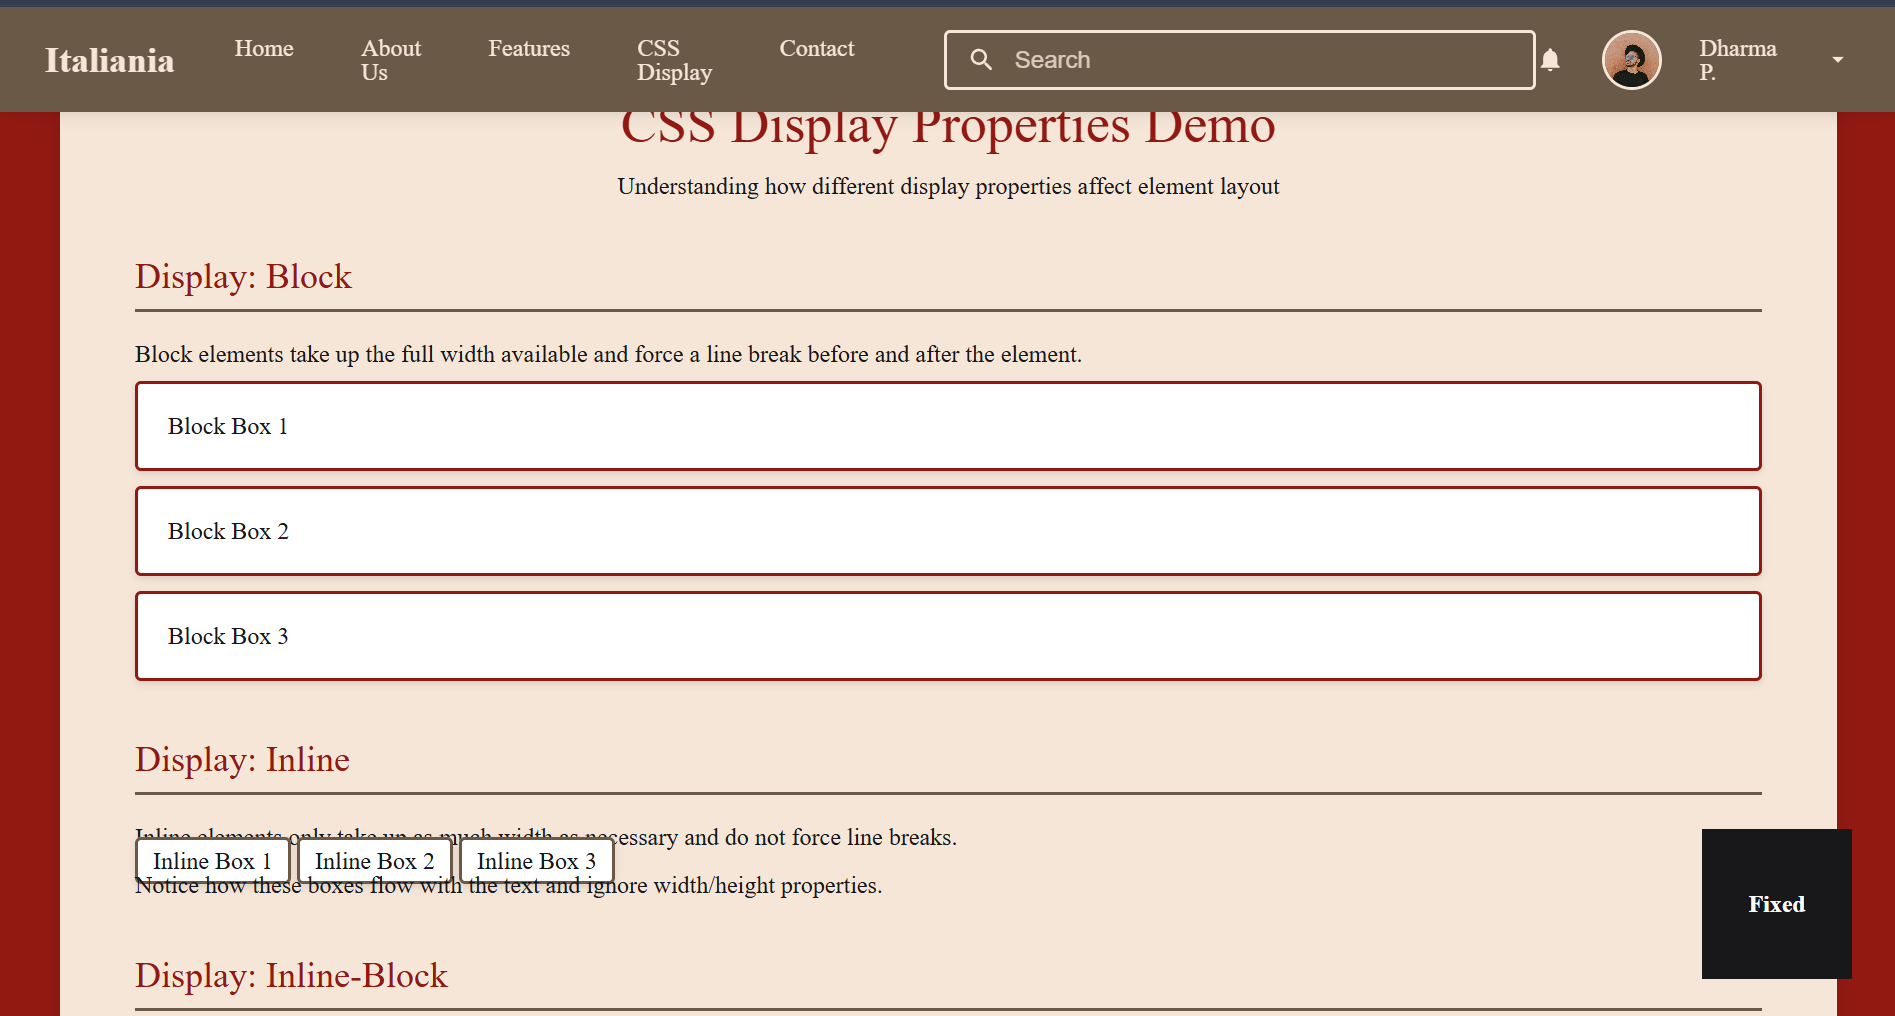 Italiania
Home
About
Us
Features
CSS
Display
Contact
Search
Dharma
P.
CSS Display Properties Demo
Understanding how different display properties affect element layout
Display: Block
Block elements take up the full width available and force a line break before and after the element.
Block Box 1
Block Box 2
Block Box 3
Display: Inline
Inline elements only take up as much width as necessary and do not force line breaks.
Inline Box 1
Inline Box 2
Inline Box 3
Notice how these boxes flow with the text and ignore width/height properties.
Fixed
Display: Inline-Block